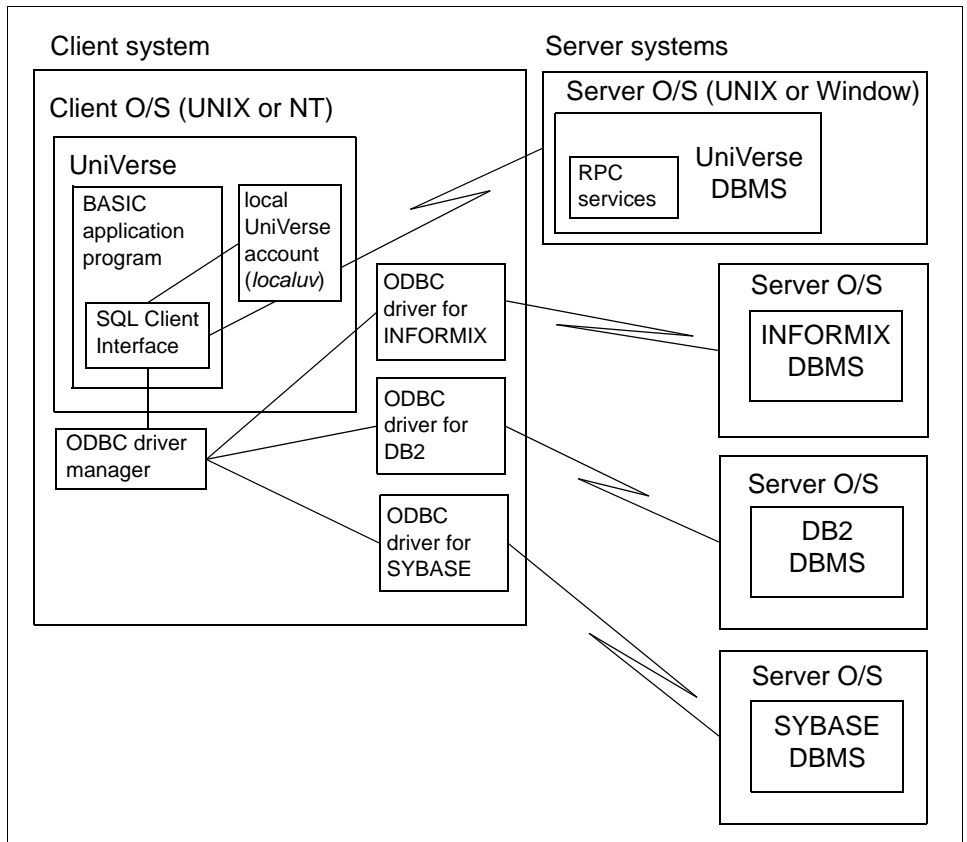 Client system
Client O/S (UNIX or NT)
UniVerse
BASIC
application
program
SQL Client
Interface
local
UniVerse
account
(localuv)
ODBC driver
manager
ODBC
driver for
INFORMIX
ODBC
driver for
DB2
ODBC
driver for
SYBASE
Server systems
Server O/S (UNIX or Window)
RPC
services
UniVerse
DBMS
Server O/S
INFORMIX
DBMS
Server O/S
DB2
DBMS
Server O/S
SYBASE
DBMS